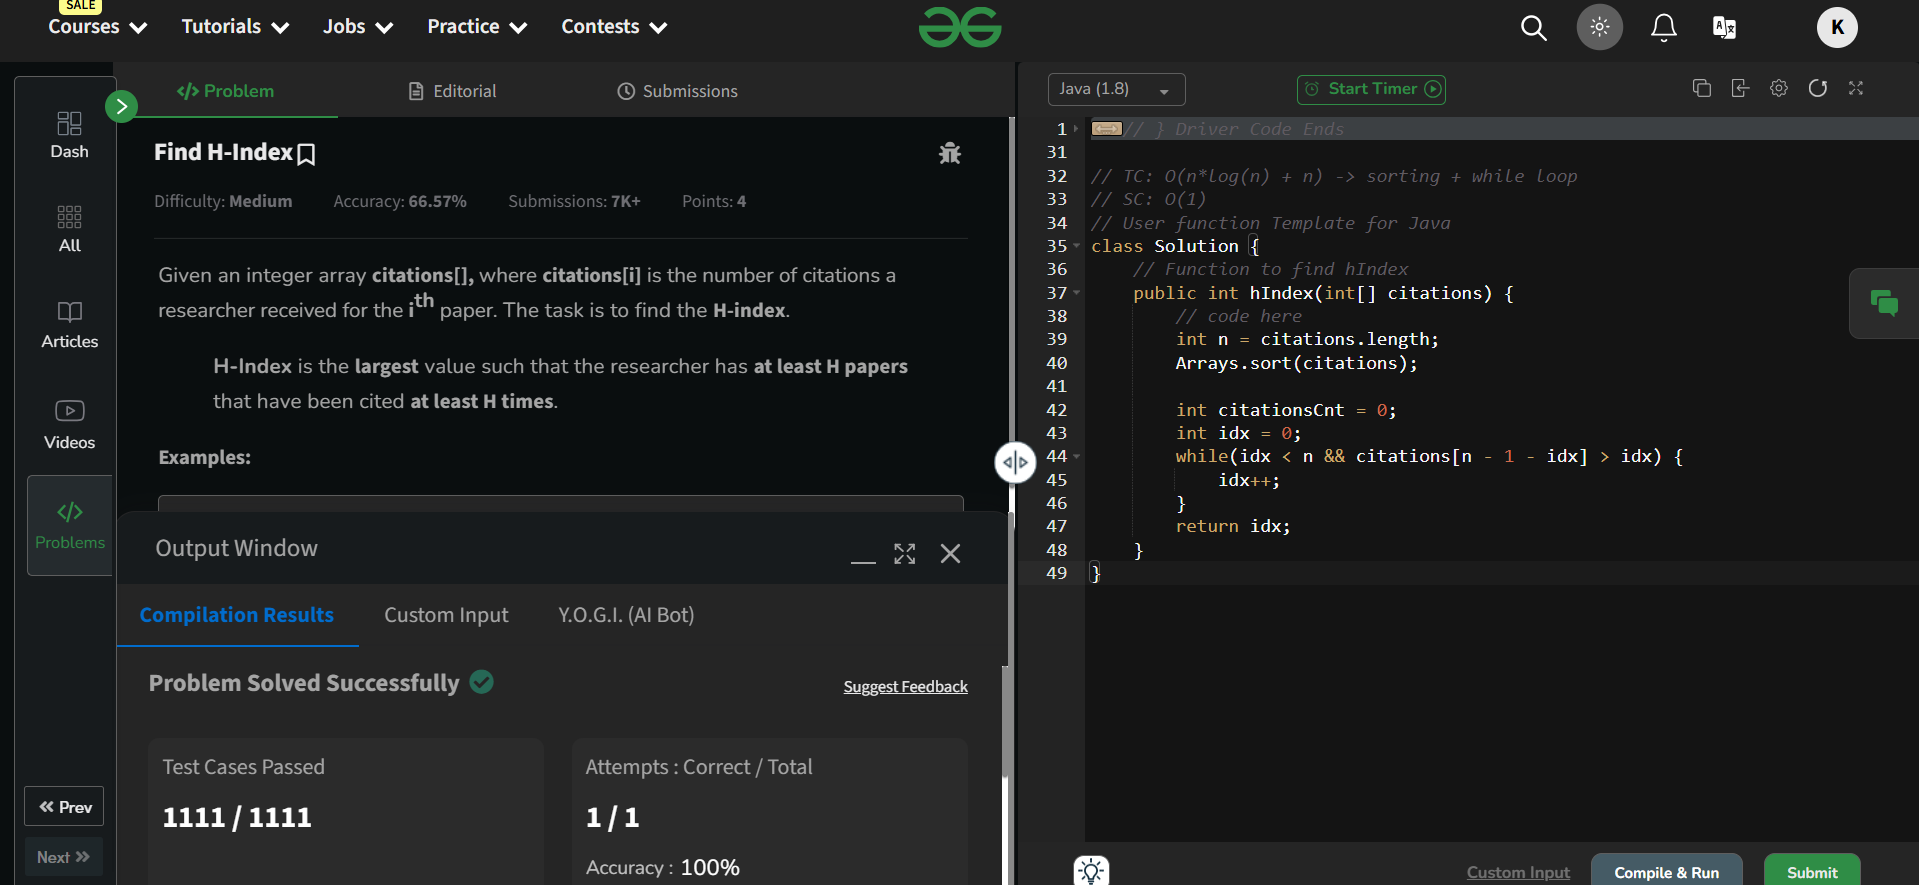 SALE
Courses Tutorials Jobs Practice Contests K
Dash
All
Articles
Videos
</>
Problems
Prev
Next
</> Problem Editorial Submissions
Find H-Index
Difficulty: Medium Accuracy: 66.57% Submissions: 7K+ Points: 4
Given an integer array citations[], where citations[i] is the number of citations a
researcher received for the ith paper. The task is to find the H-index.
H-Index is the largest value such that the researcher has at least H papers
that have been cited at least H times.
Examples:
Output Window
Compilation Results Custom Input Y.O.G.I. (AI Bot)
Problem Solved Successfully
Suggest Feedback
Test Cases Passed
1111 / 1111
Attempts : Correct / Total
1 / 1
Accuracy : 100%
Java (1.8) Start Timer
1 // } Driver Code Ends
31
32 // TC: O(n*log(n) + n) -> sorting + while loop
33 // SC: O(1)
34 // User function Template for Java
35 class Solution {
36 // Function to find hIndex
37 public int hIndex(int[] citations) {
38 // code here
39 int n = citations.length;
40 Arrays.sort(citations);
41
42 int citationsCnt = 0;
43 int idx = 0;
44 while(idx < n && citations[n - 1 - idx] > idx) {
45 idx++;
46 }
47 return idx;
48 }
49 }
Custom Input Compile & Run Submit